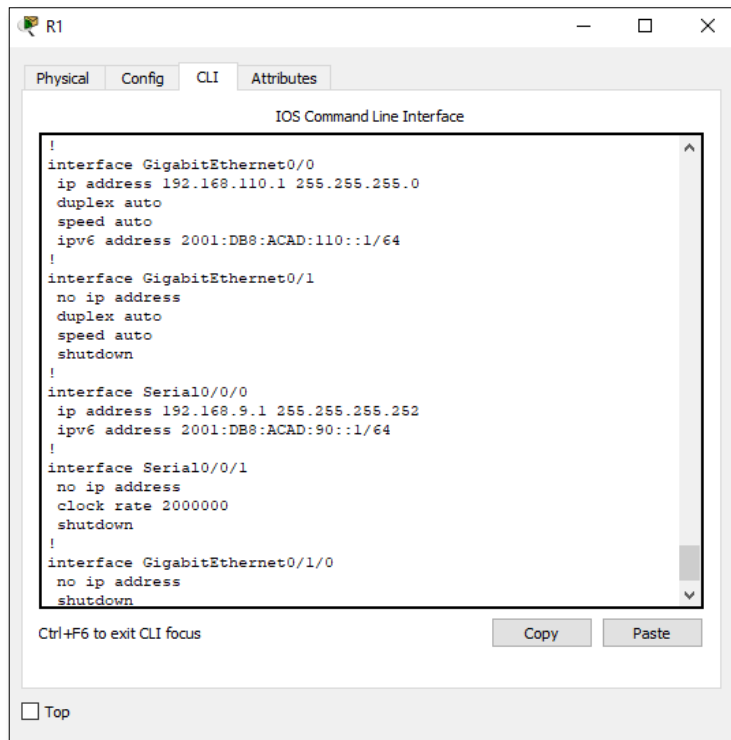 R1
Physical Config CLI Attributes
IOS Command Line Interface
!
interface GigabitEthernet0/0
ip address 192.168.110.1 255.255.255.0
duplex auto
speed auto
ipv6 address 2001:DB8:ACAD:110::1/64
!
interface GigabitEthernet0/1
no ip address
duplex auto
speed auto
shutdown
!
interface Serial0/0/0
ip address 192.168.9.1 255.255.255.252
ipv6 address 2001:DB8:ACAD:90::1/64
!
interface Serial0/0/1
no ip address
clock rate 2000000
shutdown
!
interface GigabitEthernet0/1/0
no ip address
shutdown
Ctrl+F6 to exit CLI focus Copy Paste
Top